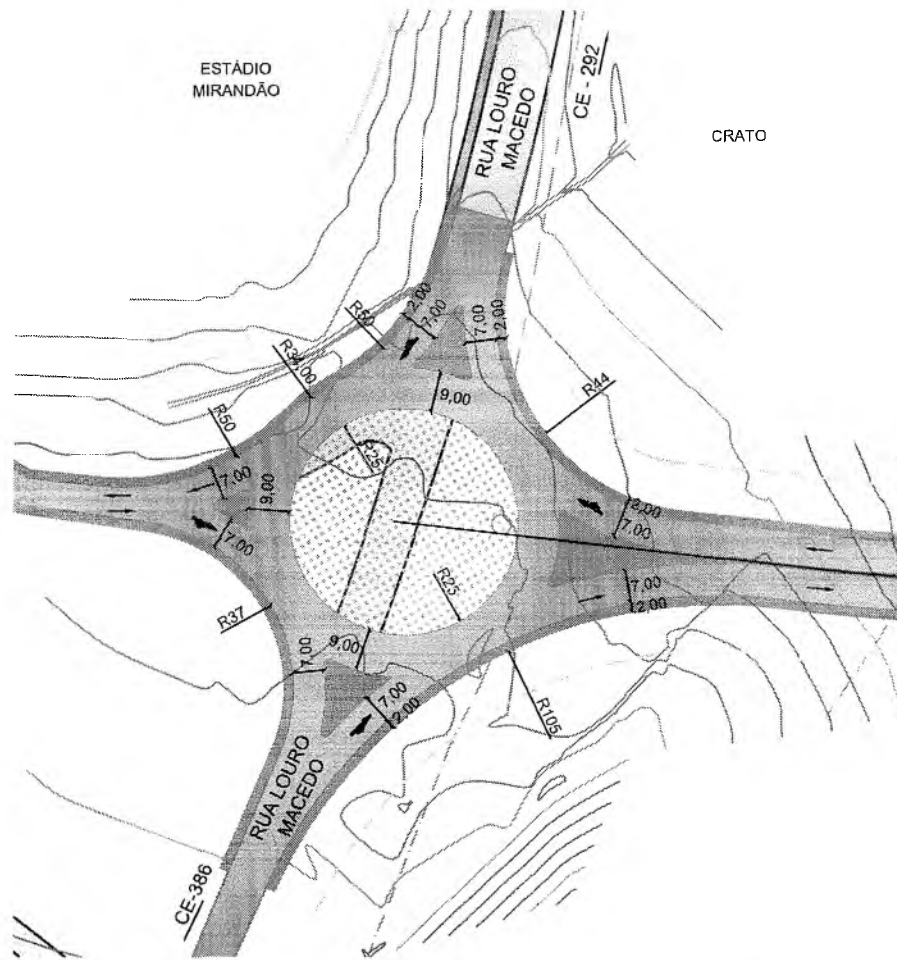 ESTÁDIO
MIRANDÃO
RUA LOURO
MACEDO
CE - 292
CRATO
R50
2,00
7,00
7,00
2,00
R34,00
R44
9,00
R50
R25
7,00
9,00
2,00
7,00
7,00
7,00
2,00
R25
R37
9,00
7,00
7,00
2,00
R105
RUA LOURO
MACEDO
CE-386